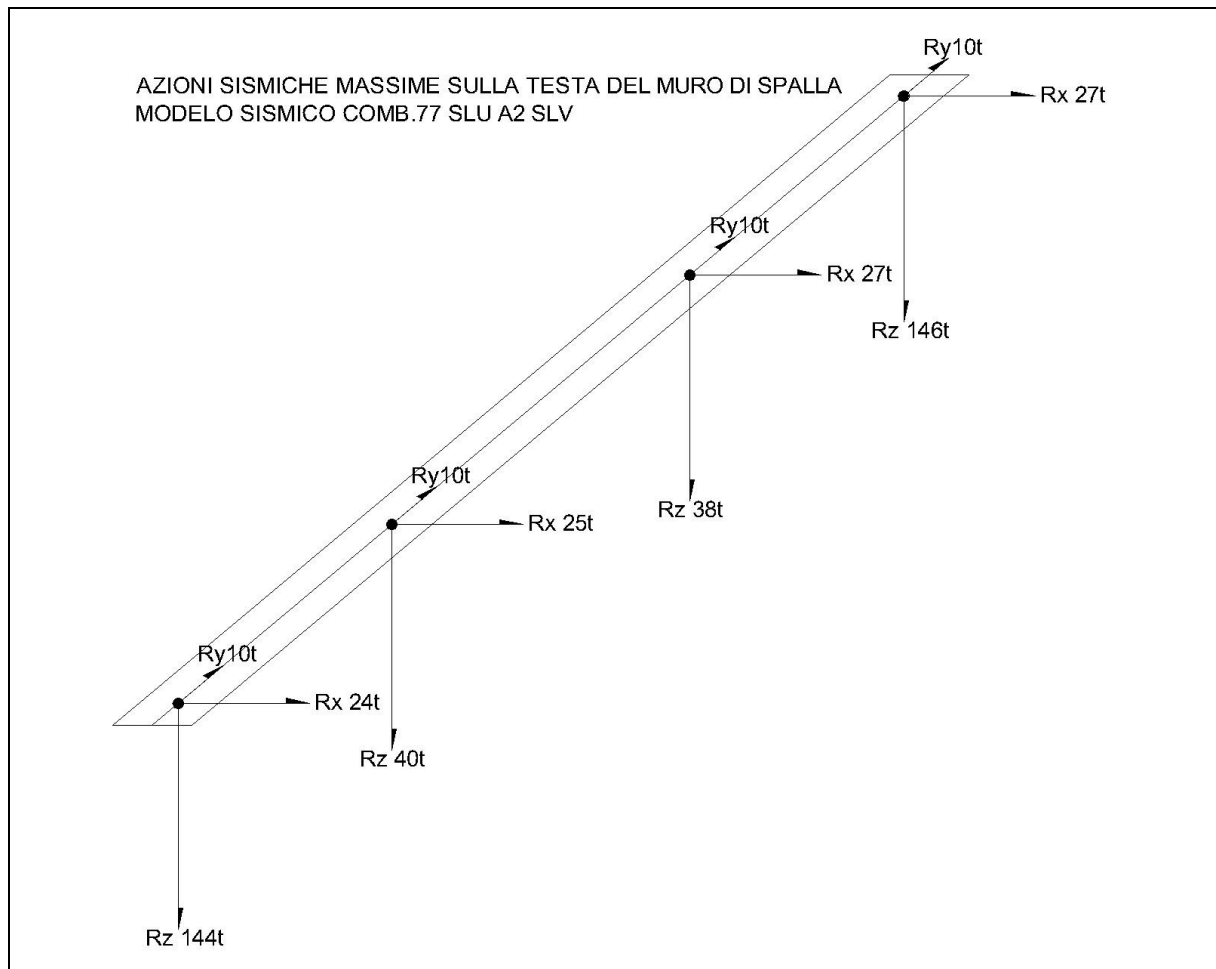 AZIONI SISMICHE MASSIME SULLA TESTA DEL MURO DI SPALLA
MODELO SISMICO COMB.77 SLU A2 SLV
Ry10t
Rx 27t
Rz 146t
Ry10t
Rx 27t
Rz 38t
Ry10t
Rx 25t
Rz 40t
Ry10t
Rx 24t
Rz 144t